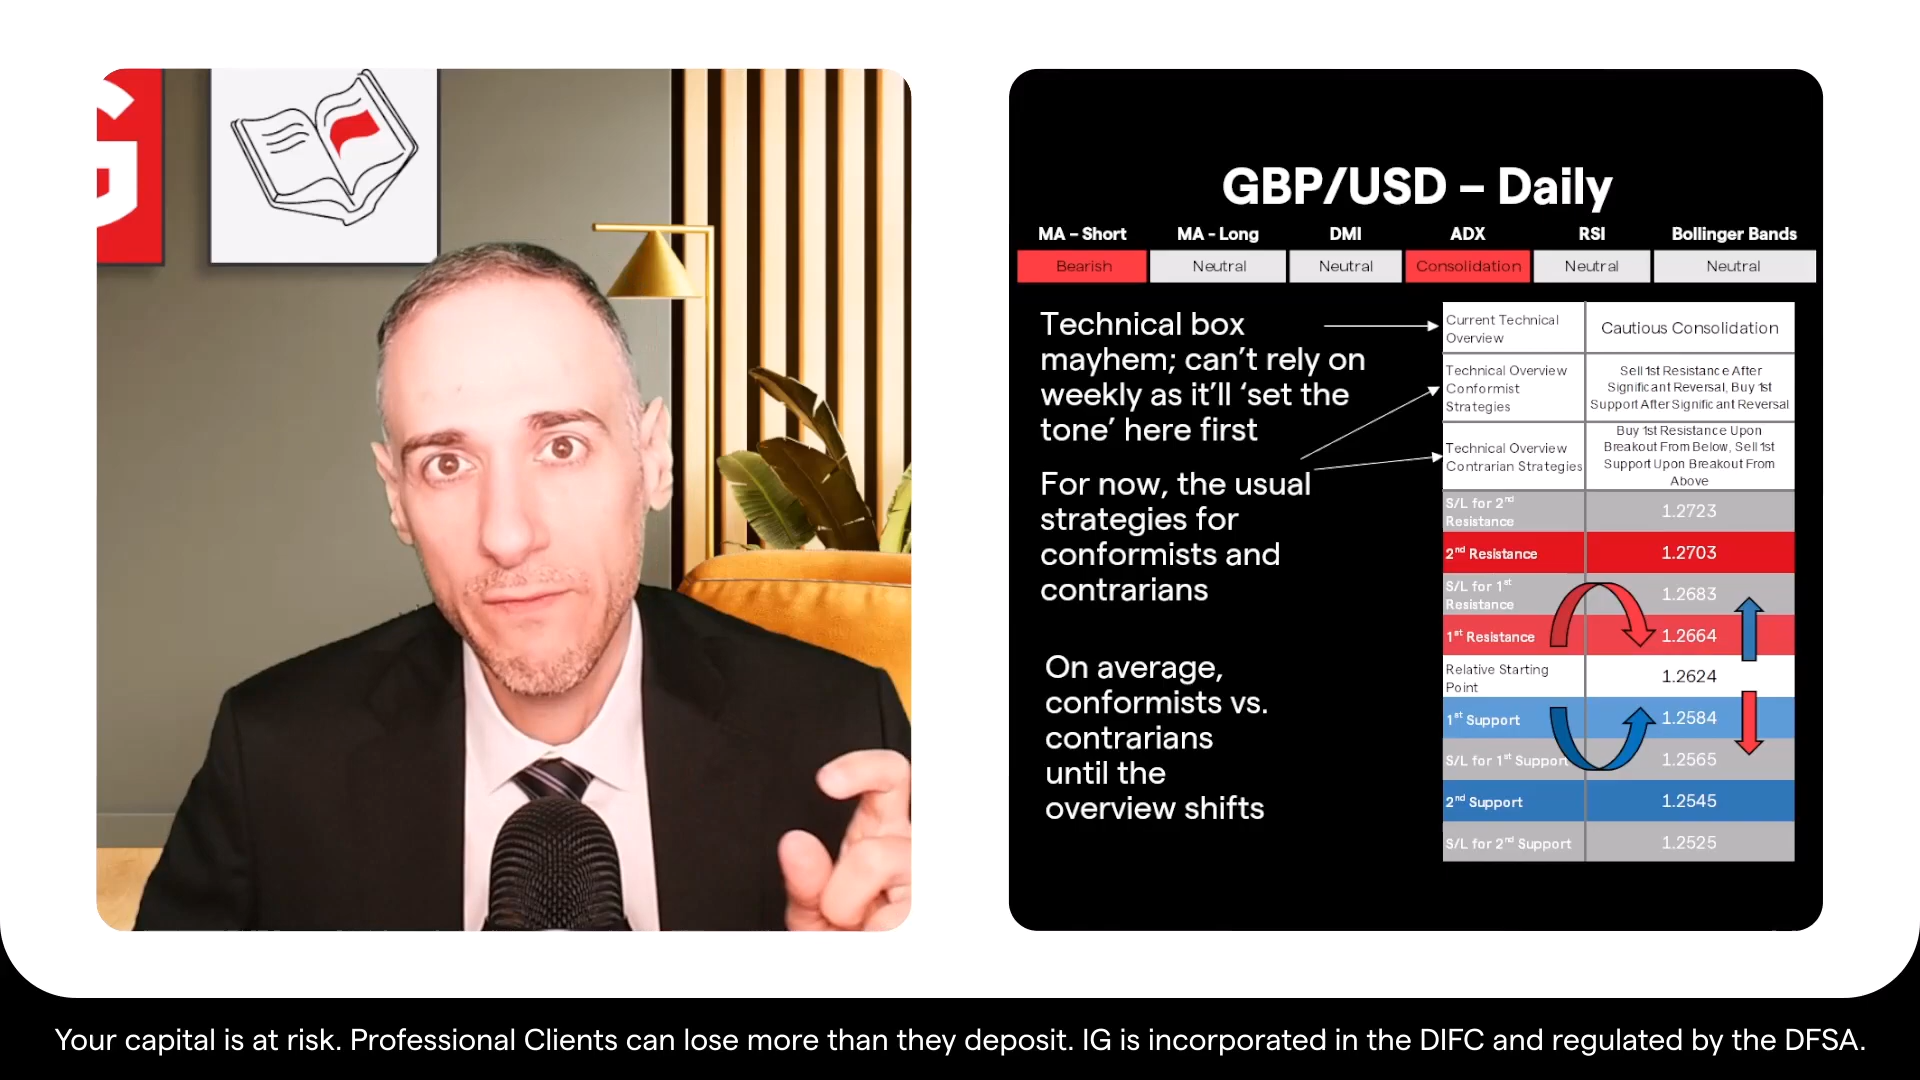 G
GBP/USD – Daily
MA – Short MA - Long DMI ADX RSI Bollinger Bands
Bearish Neutral Neutral Consolidation Neutral Neutral
Technical box
mayhem; can't rely on
weekly as it'll 'set the
tone' here first
For now, the usual
strategies for
conformists and
contrarians
On average,
conformists vs.
contrarians
until the
overview shifts
Current Technical
Overview
Cautious Consolidation
Technical Overview
Conformist
Strategies
Sell 1st Resistance After
Significant Reversal, Buy 1st
Support After Significant Reversal
Technical Overview
Contrarian Strategies
Buy 1st Resistance Upon
Breakout From Below, Sell 1st
Support Upon Breakout From
Above
S/L for 2nd
Resistance
1.2723
2nd Resistance 1.2703
S/L for 1st
Resistance
1.2683
1st Resistance 1.2664
Relative Starting
Point
1.2624
1st Support 1.2584
S/L for 1st Support 1.2565
2nd Support 1.2545
S/L for 2nd Support 1.2525
Your capital is at risk. Professional Clients can lose more than they deposit. IG is incorporated in the DIFC and regulated by the DFSA.